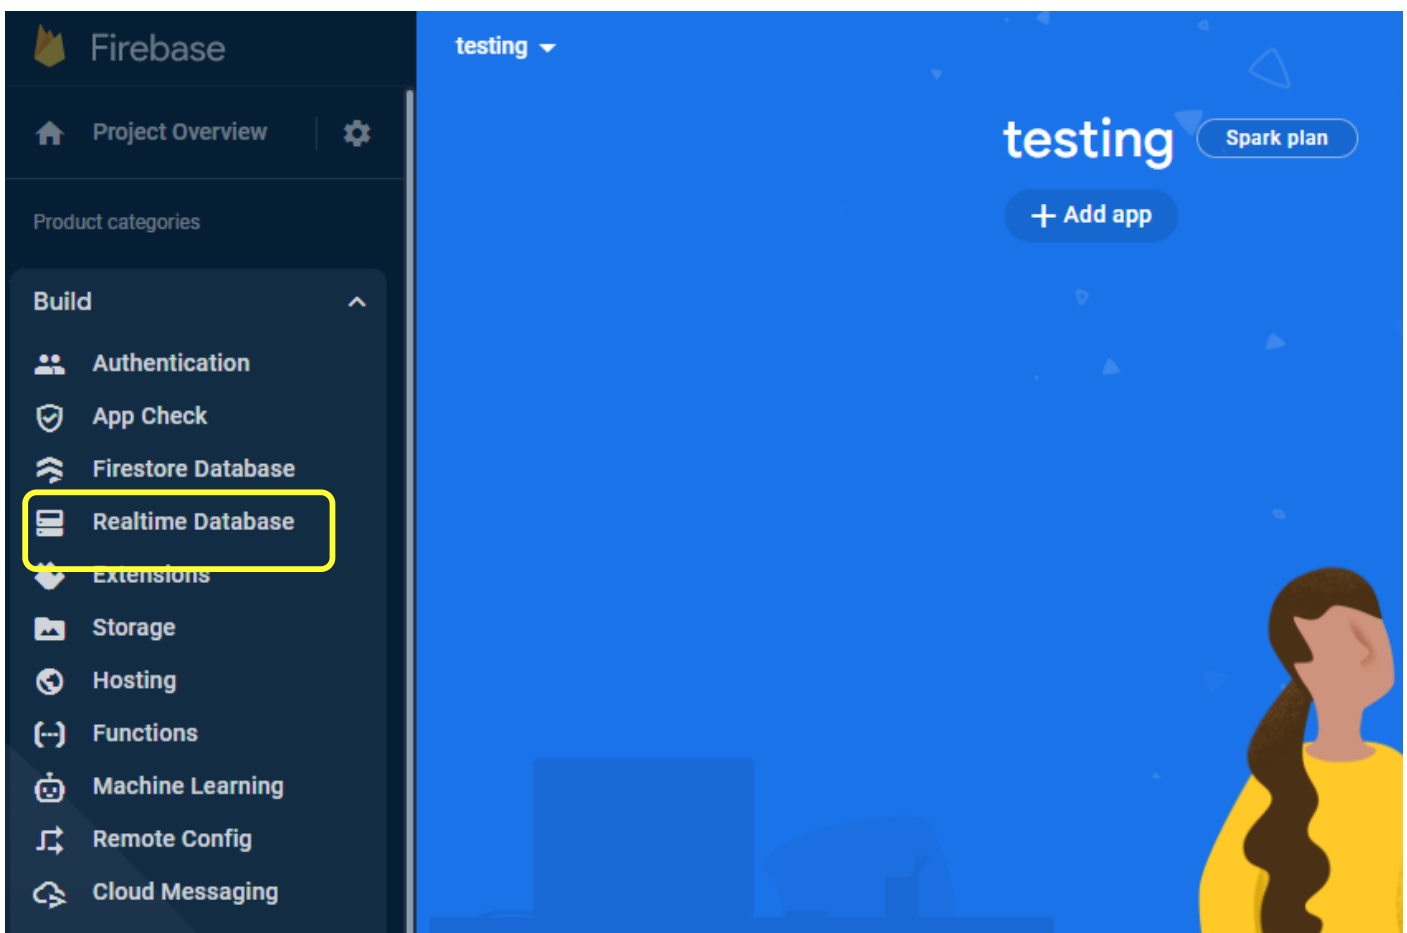 Firebase
testing
Project Overview
testing
Spark plan
Add app
Product categories
Build
Authentication
App Check
Firestore Database
Realtime Database
Extensions
Storage
Hosting
Functions
Machine Learning
Remote Config
Cloud Messaging